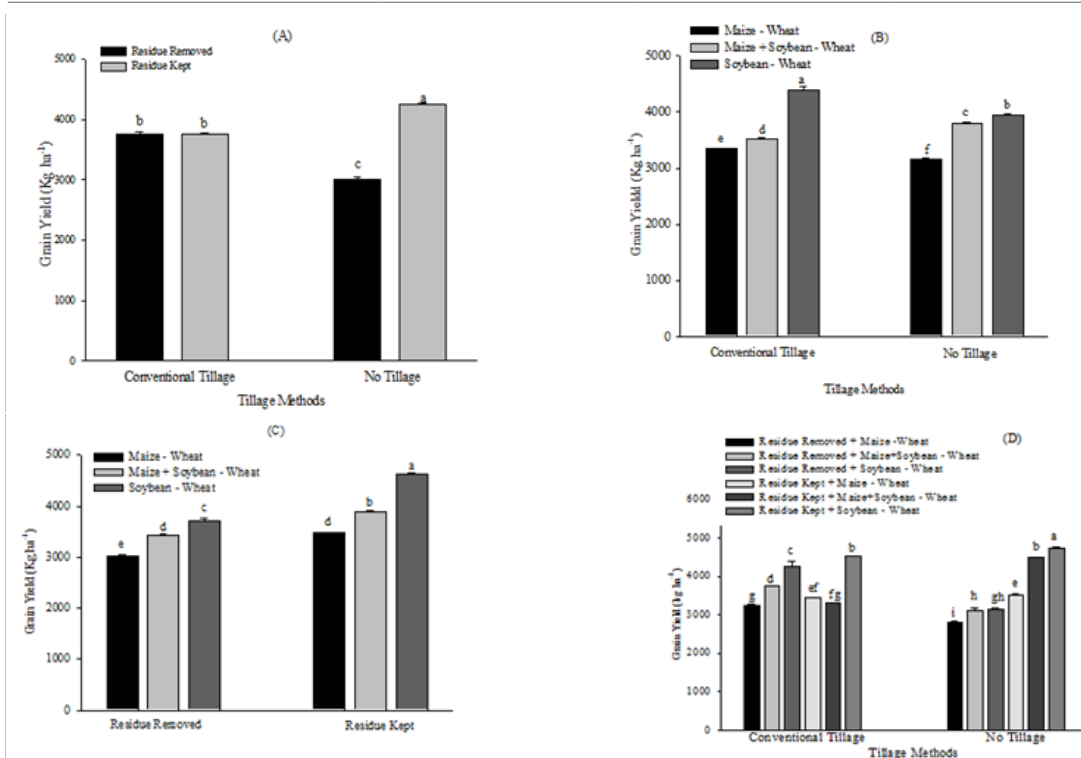 (A)
Residue Removed
Residue Kept
5000
4000
3000
2000
1000
0
Grain Yield (Kg ha⁻¹)
b
b
c
a
Conventional Tillage
No Tillage
Tillage Methods
(B)
Maize - Wheat
Maize + Soybean - Wheat
Soybean - Wheat
5000
4000
3000
2000
1000
0
Grain Yieldd (Kg ha⁻¹)
e
d
a
f
c
b
Conventional Tillage
No Tillage
Tillage Methods
(C)
Maize - Wheat
Maize + Soybean - Wheat
Soybean - Wheat
5000
4000
3000
2000
1000
0
Grain Yield (Kg ha⁻¹)
e
d
c
d
b
a
Residue Removed
Residue Kept
(D)
Residue Removed + Maize -Wheat
Residue Removed + Maize+Soybean - Wheat
Residue Removed + Soybean - Wheat
Residue Kept + Maize - Wheat
Residue Kept + Maize+Soybean - Wheat
Residue Kept + Soybean - Wheat
6000
5000
4000
3000
2000
1000
0
Grain Yield (kg ha⁻¹)
g
d
c
ef
fg
b
i
h
gh
e
b
a
Conventional Tillage
No Tillage
Tillage Methods